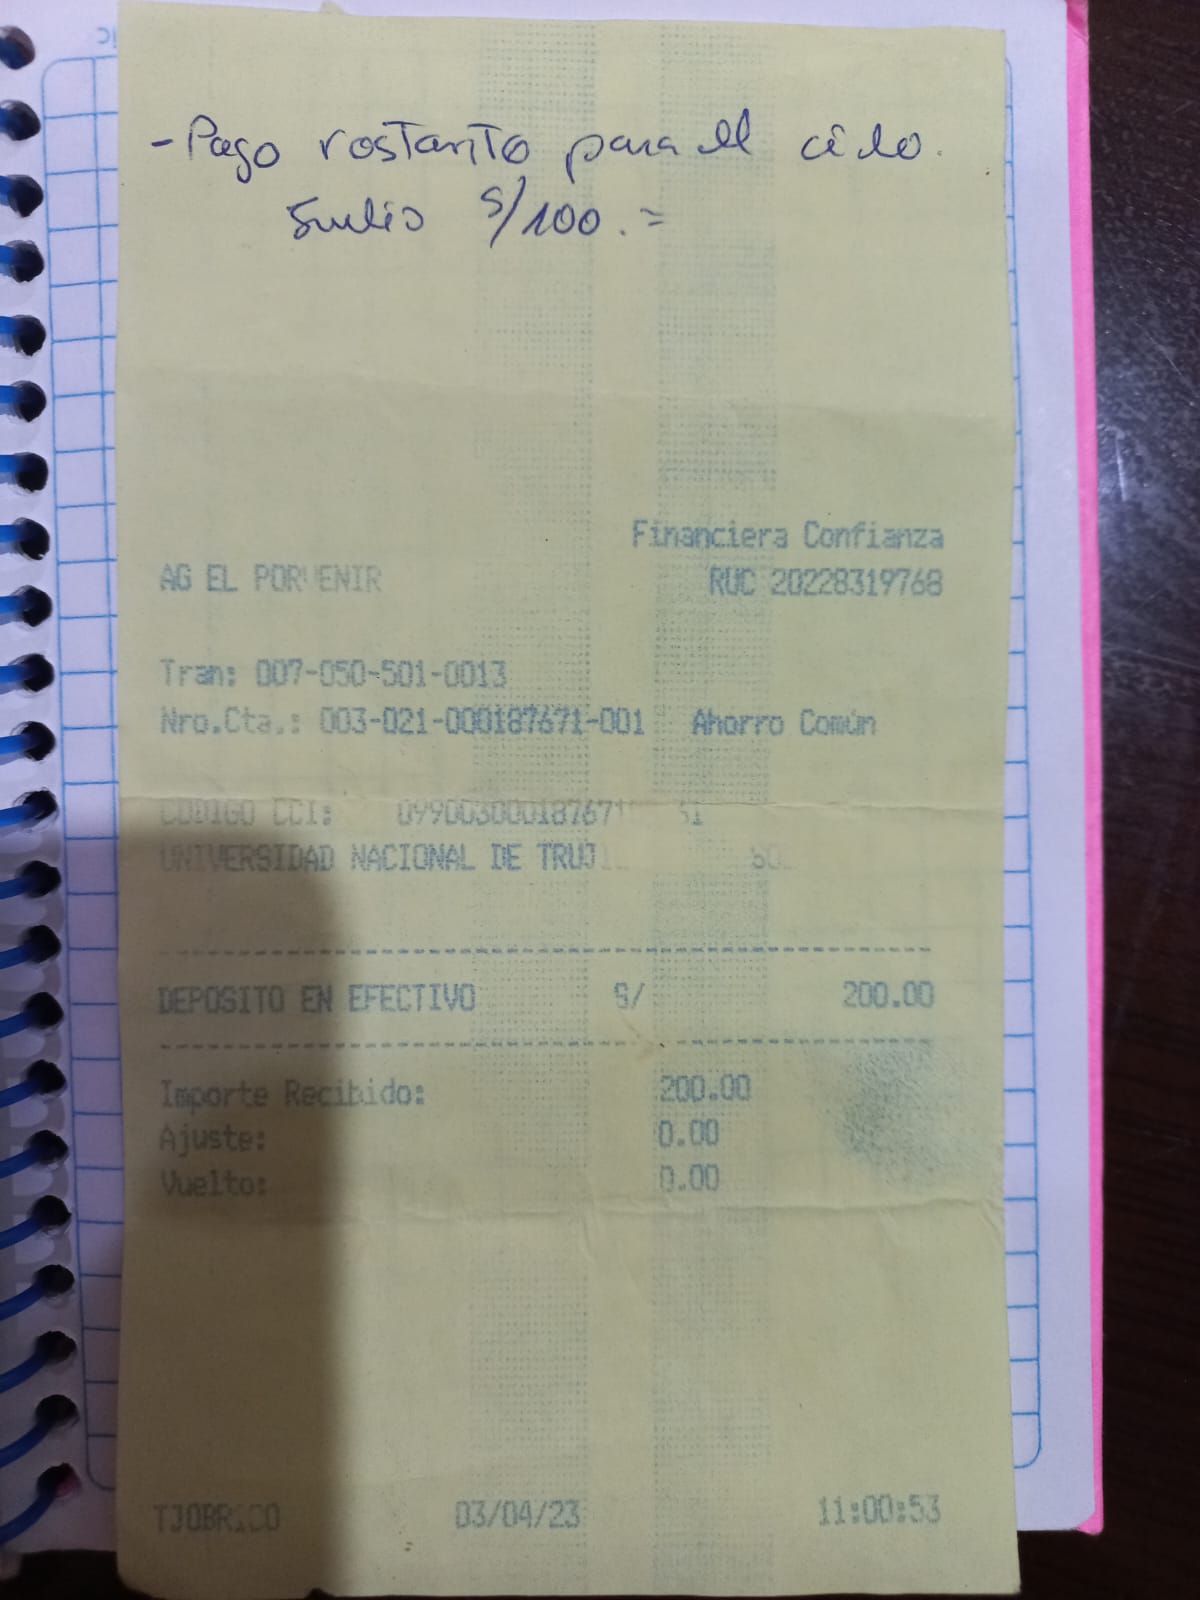 - Pago rostanto para el ciclo.
Julio S/100.=
Financiera Confianza
AG EL PORVENIR RUC 20228319768
Tran: 007-050-501-0013
Nro.Cta.: 003-021-000187671-001 Ahorro Común
CODIGO CCI:
UNIVERSIDAD NACIONAL DE
DEPOSITO EN EFECTIVO S/ 200.00
Importe Recibido: 200.00
Ajuste: 0.00
Vuelto: 0.00
03/04/23 11:00:53